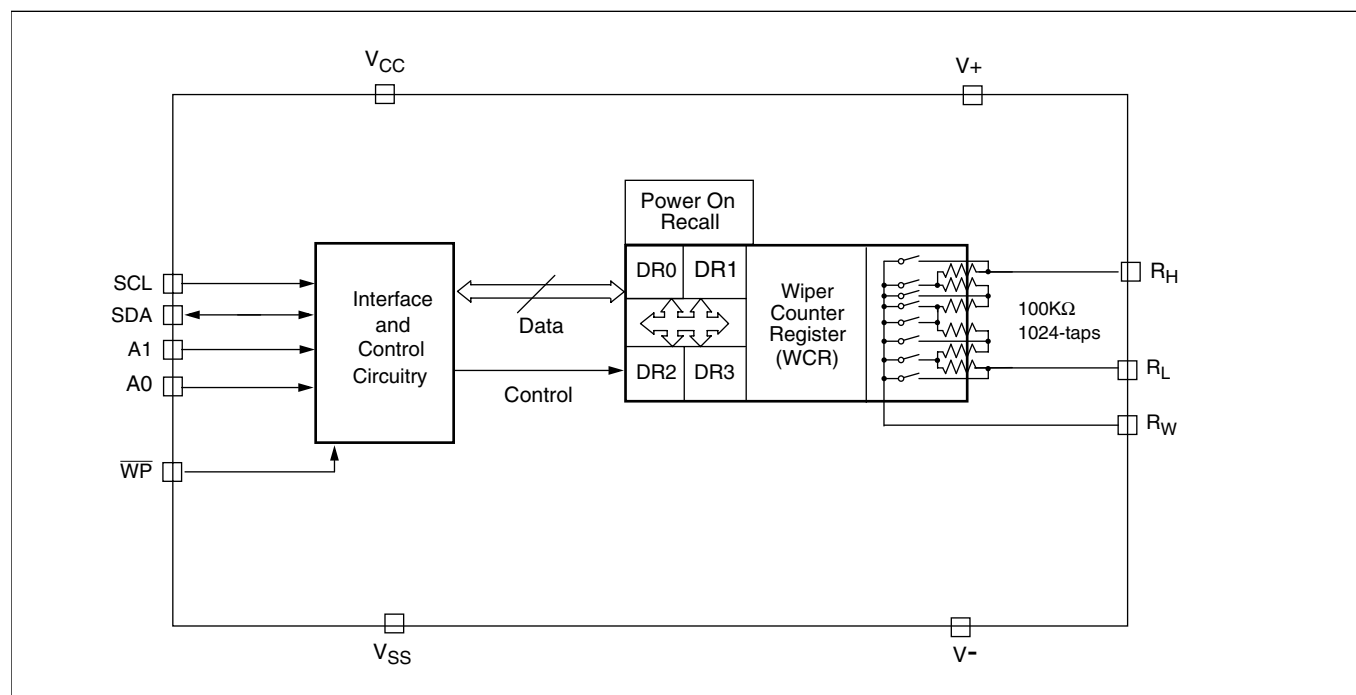 VCC
V+
Power On
Recall
DR0
DR1
DR2
DR3
SCL
SDA
A1
A0
WP
Interface
and
Control
Circuitry
Data
Control
Wiper
Counter
Register
(WCR)
100KΩ
1024-taps
RH
RL
RW
VSS
V-